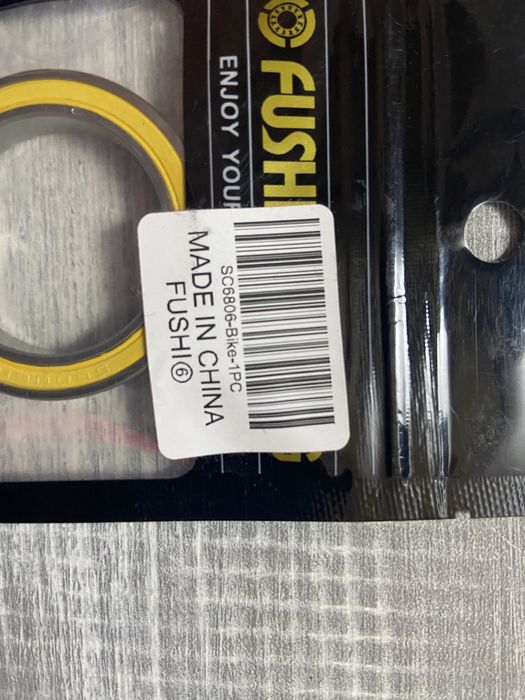 FUSHI
ENJOY YOUR
SC6806-Bike-1PC
MADE IN CHINA
FUSHI⑥